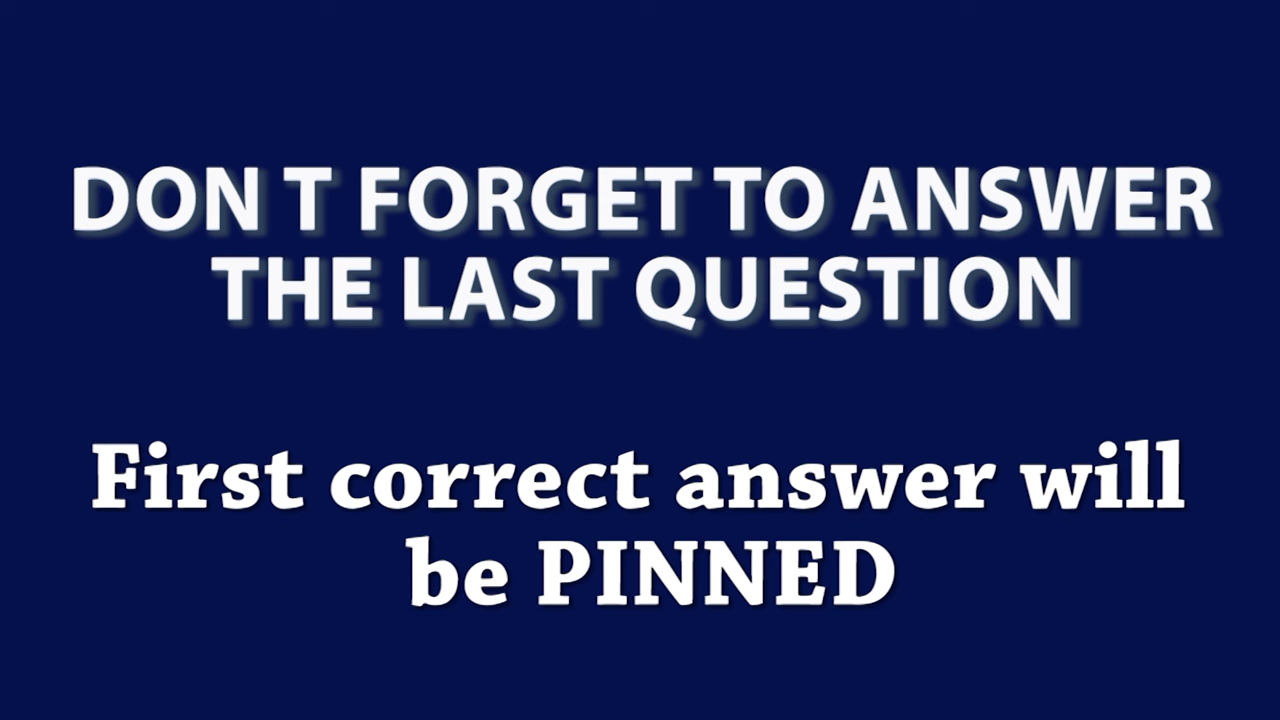 DON T FORGET TO ANSWER
THE LAST QUESTION
First correct answer will
be PINNED